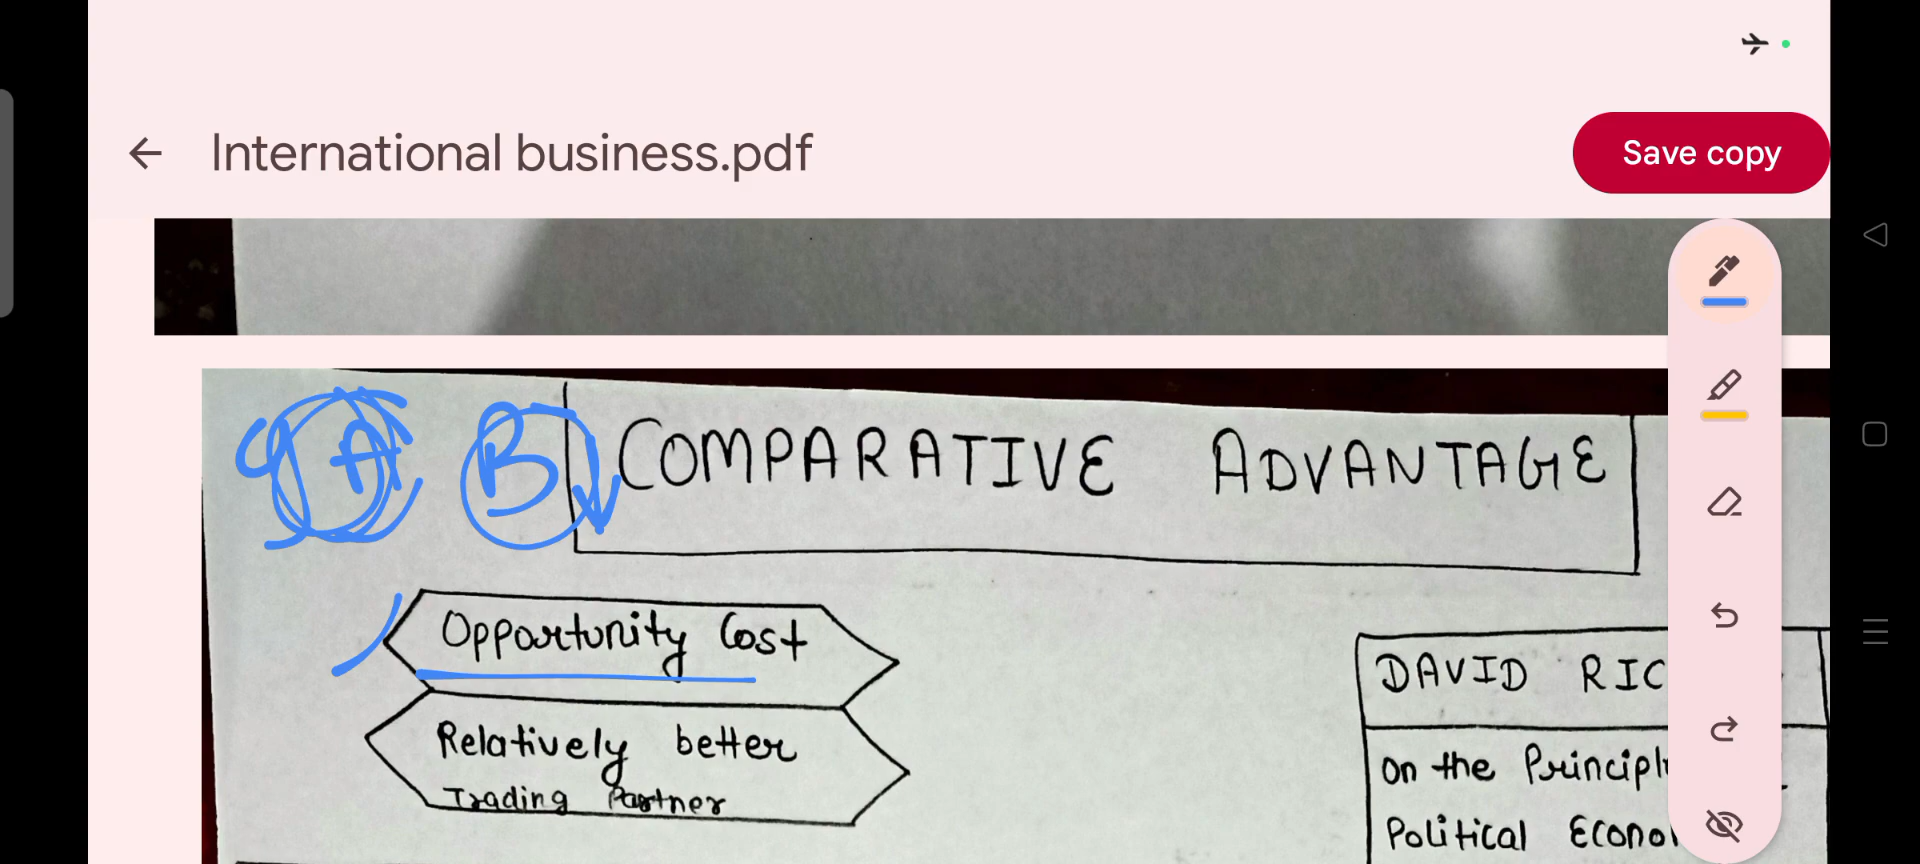 International business.pdf
Save copy
A B
COMPARATIVE ADVANTAGE
Opportunity Cost
Relatively better
Trading Partner
DAVID RIC
on the Principl
Political Econo